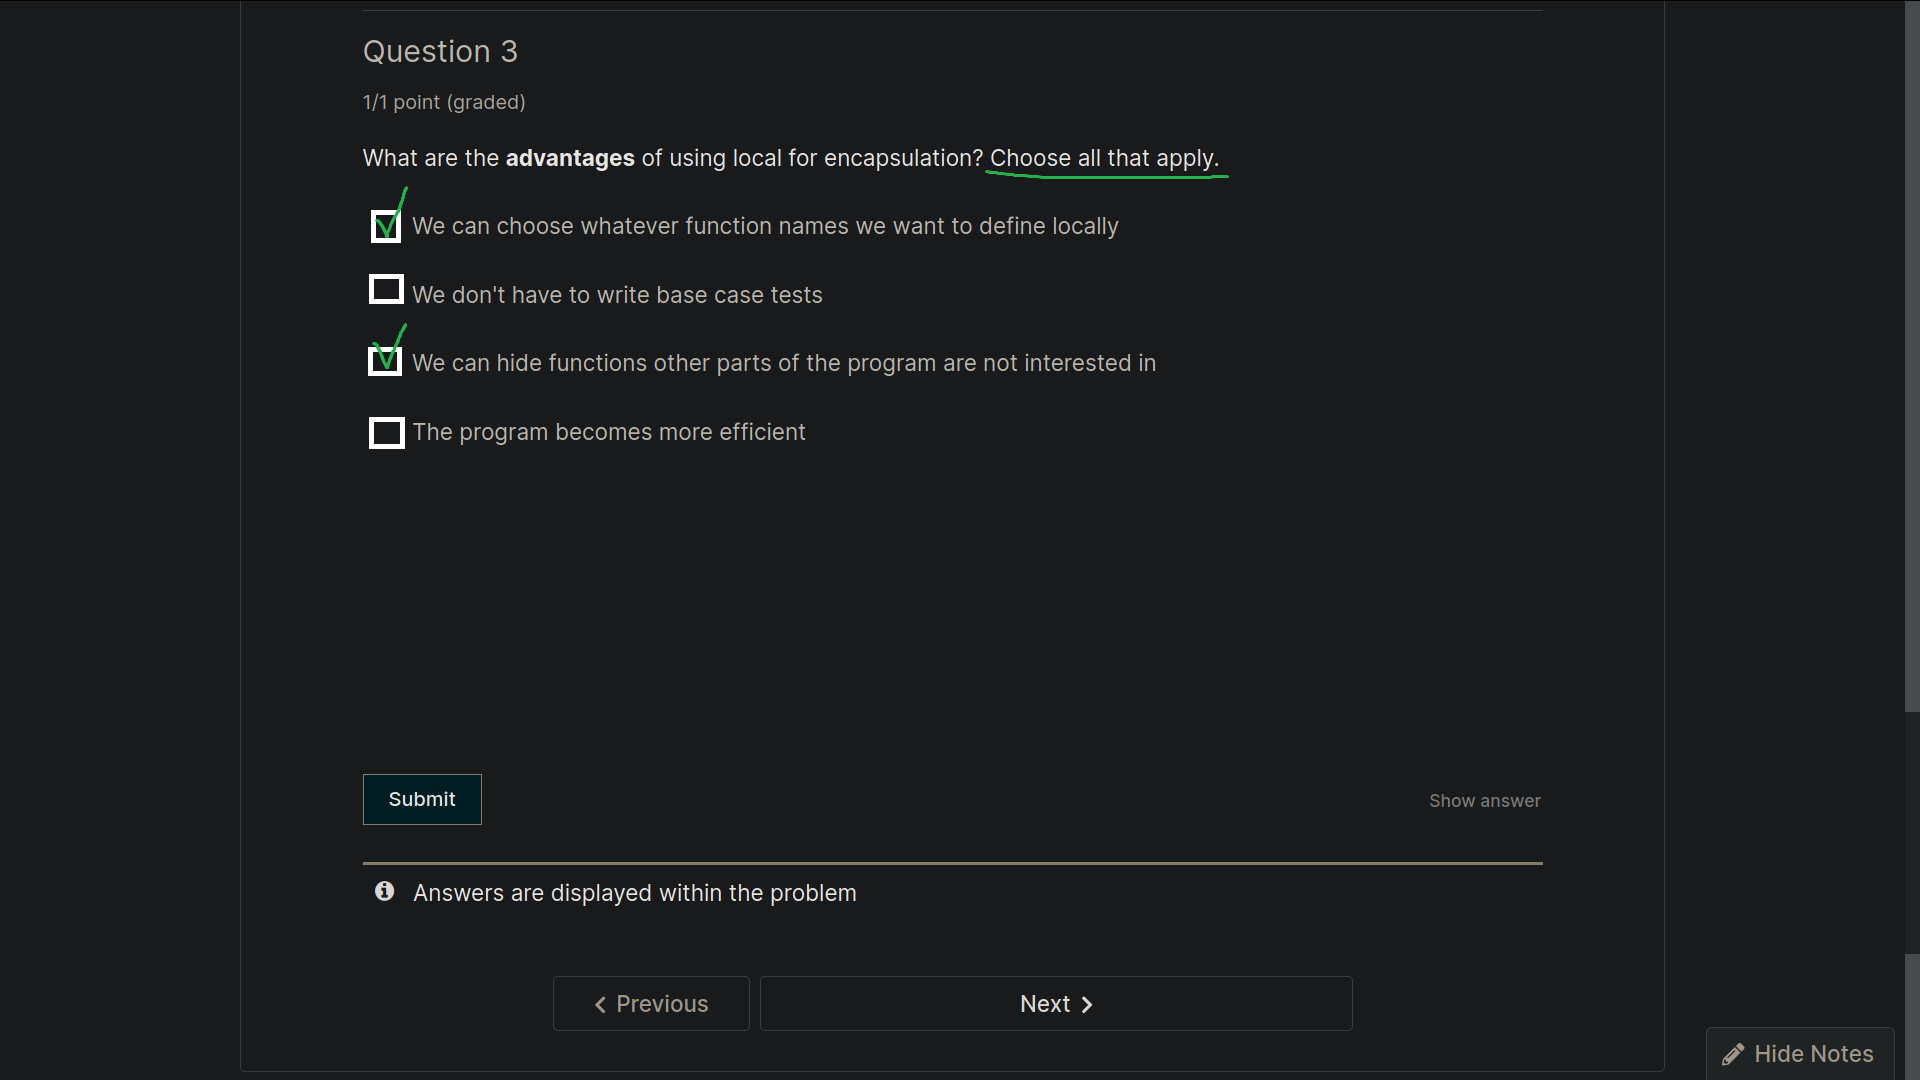 Question 3
1/1 point (graded)
What are the advantages of using local for encapsulation? Choose all that apply.
We can choose whatever function names we want to define locally
We don't have to write base case tests
We can hide functions other parts of the program are not interested in
The program becomes more efficient
Submit
Show answer
Answers are displayed within the problem
Previous
Next
Hide Notes